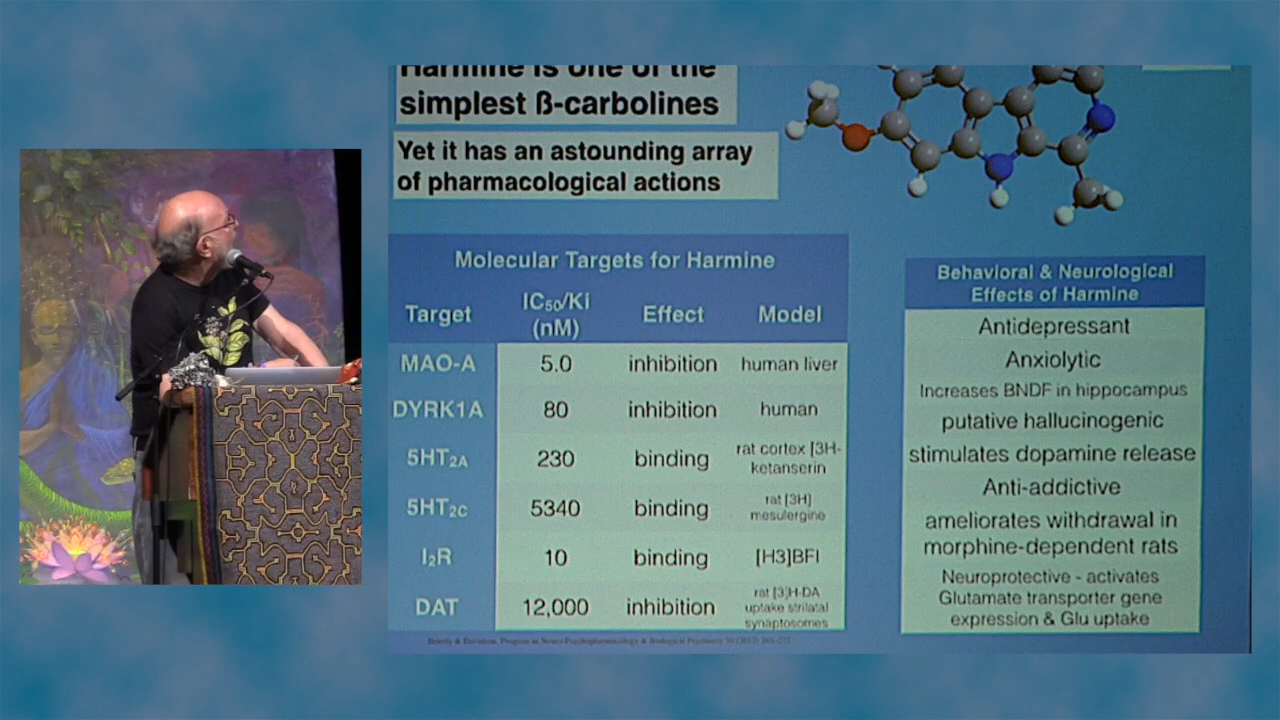 Harmine is one of the
simplest ß-carbolines
Yet it has an astounding array
of pharmacological actions
Molecular Targets for Harmine
Target IC50/Ki (nM) Effect Model
MAO-A 5.0 inhibition human liver
DYRK1A 80 inhibition human
5HT2A 230 binding rat cortex [3H-ketanserin
5HT2C 5340 binding rat [3H] mesulergine
I2R 10 binding [H3]BFI
DAT 12,000 inhibition rat [3]H-DA uptake strilatal synaptosomes
Behavioral & Neurological
Effects of Harmine
Antidepressant
Anxiolytic
Increases BNDF in hippocampus
putative hallucinogenic
stimulates dopamine release
Anti-addictive
ameliorates withdrawal in
morphine-dependent rats
Neuroprotective - activates
Glutamate transporter gene
expression & Glu uptake